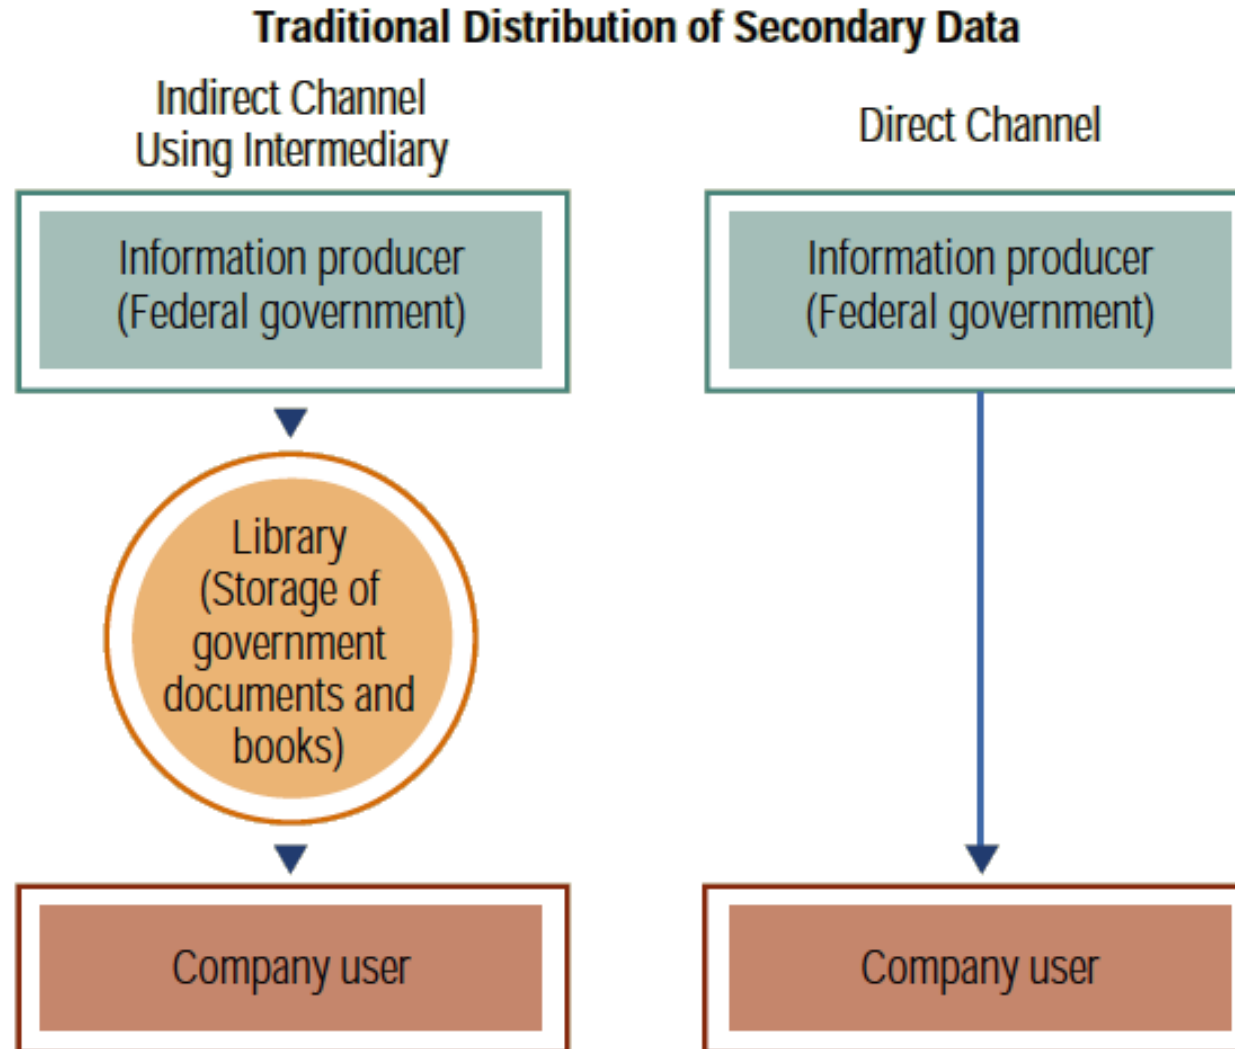 Traditional Distribution of Secondary Data
Indirect Channel
Using Intermediary
Information producer
(Federal government)
Library
(Storage of
government
documents and
books)
Company user
Direct Channel
Information producer
(Federal government)
Company user